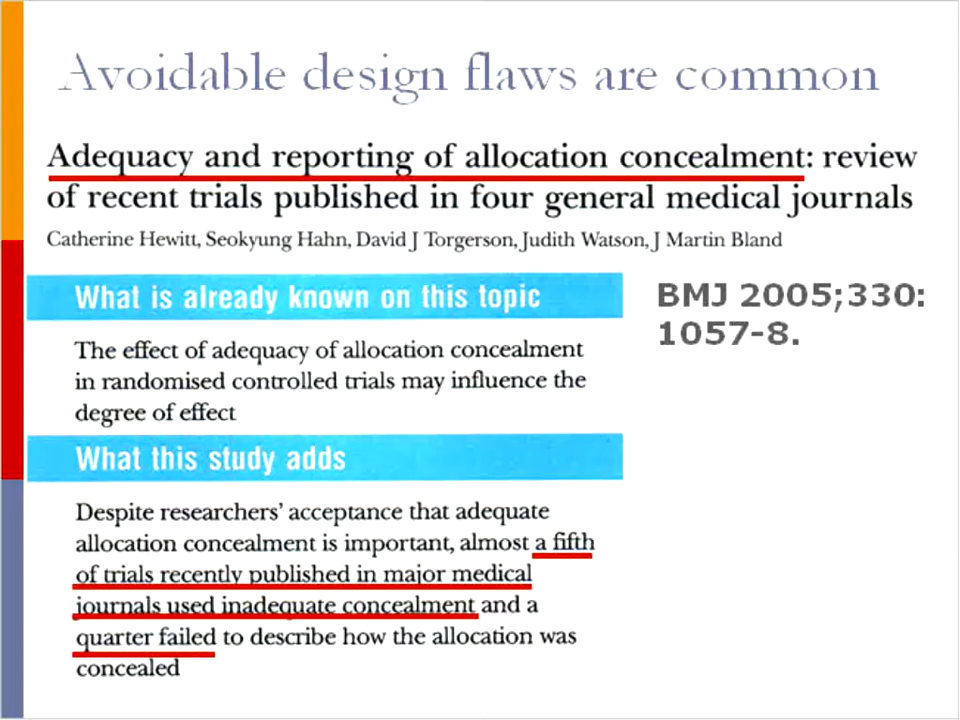 Avoidable design flaws are common
Adequacy and reporting of allocation concealment: review
of recent trials published in four general medical journals
Catherine Hewitt, Seokyung Hahn, David J Torgerson, Judith Watson, J Martin Bland
What is already known on this topic
BMJ 2005;330:
1057-8.
The effect of adequacy of allocation concealment
in randomised controlled trials may influence the
degree of effect
What this study adds
Despite researchers’ acceptance that adequate
allocation concealment is important, almost a fifth
of trials recently published in major medical
journals used inadequate concealment and a
quarter failed to describe how the allocation was
concealed